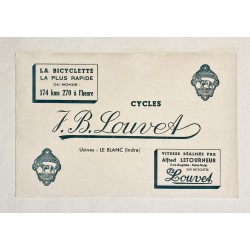 LA BICYCLETTE
LA PLUS RAPIDE
DU MONDE
174 kms 270 à l'heure
CYCLES
J.B. Louvet
Usines : LE BLANC (Indre)
VITESSE RÉALISÉE PAR
Alfred LETOURNEUR
SUR BICYCLETTE
Louvet